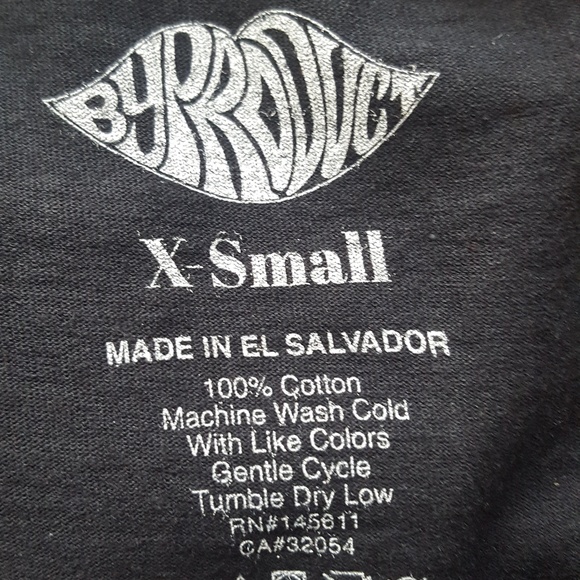 BYPRODUCT
X-Small
MADE IN EL SALVADOR
100% Cotton
Machine Wash Cold
With Like Colors
Gentle Cycle
Tumble Dry Low
RN#145611
CA#32054